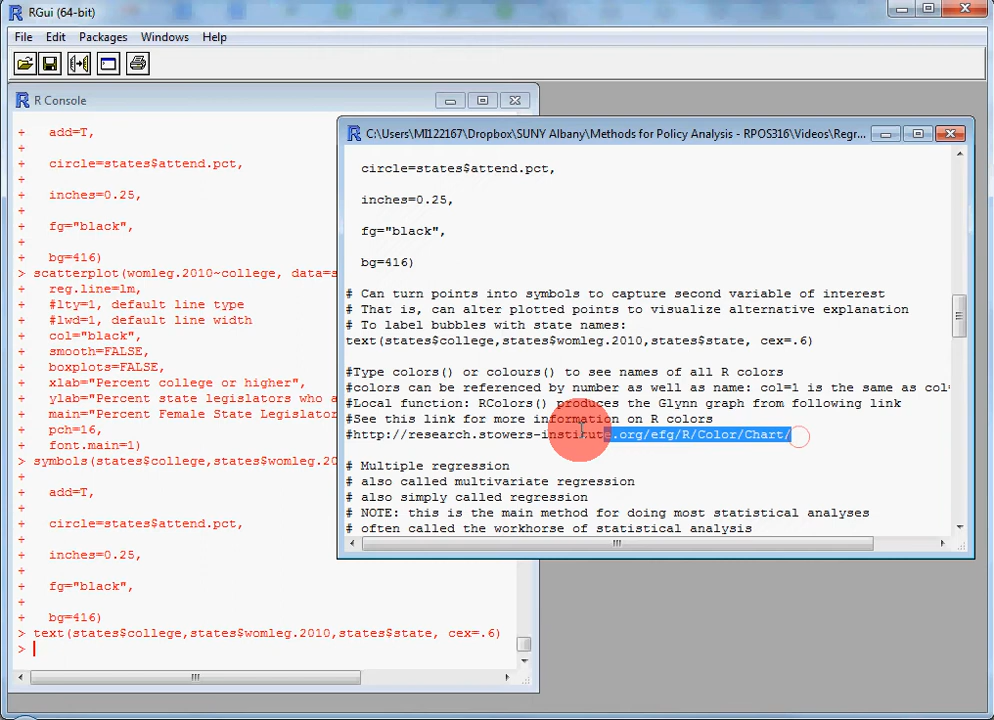 RGui (64-bit)
File Edit Packages Windows Help
R Console
+ add=T,
+
+ circle=states$attend.pct,
+
+ inches=0.25,
+
+ fg="black",
+
+ bg=416)
> scatterplot(womleg.2010~college, data=s
+ reg.line=lm,
+ #lty=1, default line type
+ #lwd=1, default line width
+ col="black",
+ smooth=FALSE,
+ boxplots=FALSE,
+ xlab="Percent college or higher",
+ ylab="Percent state legislators who a
+ main="Percent Female State Legislator
+ pch=16,
+ font.main=1)
> symbols(states$college,states$womleg.20
+ add=T,
+
+ circle=states$attend.pct,
+
+ inches=0.25,
+
+ fg="black",
+
+ bg=416)
> text(states$college,states$womleg.2010,states$state, cex=.6)
>
C:\Users\MI122167\Dropbox\SUNY Albany\Methods for Policy Analysis - RPOS316\Videos\Regr...
circle=states$attend.pct,
inches=0.25,
fg="black",
bg=416)
# Can turn points into symbols to capture second variable of interest
# That is, can alter plotted points to visualize alternative explanation
# To label bubbles with state names:
text(states$college,states$womleg.2010,states$state, cex=.6)
#Type colors() or colours() to see names of all R colors
#colors can be referenced by number as well as name: col=1 is the same as col=
#Local function: RColors() produces the Glynn graph from following link
#See this link for more information on R colors
#http://research.stowers-institute.org/efg/R/Color/Chart/
# Multiple regression
# also called multivariate regression
# also simply called regression
# NOTE: this is the main method for doing most statistical analyses
# often called the workhorse of statistical analysis